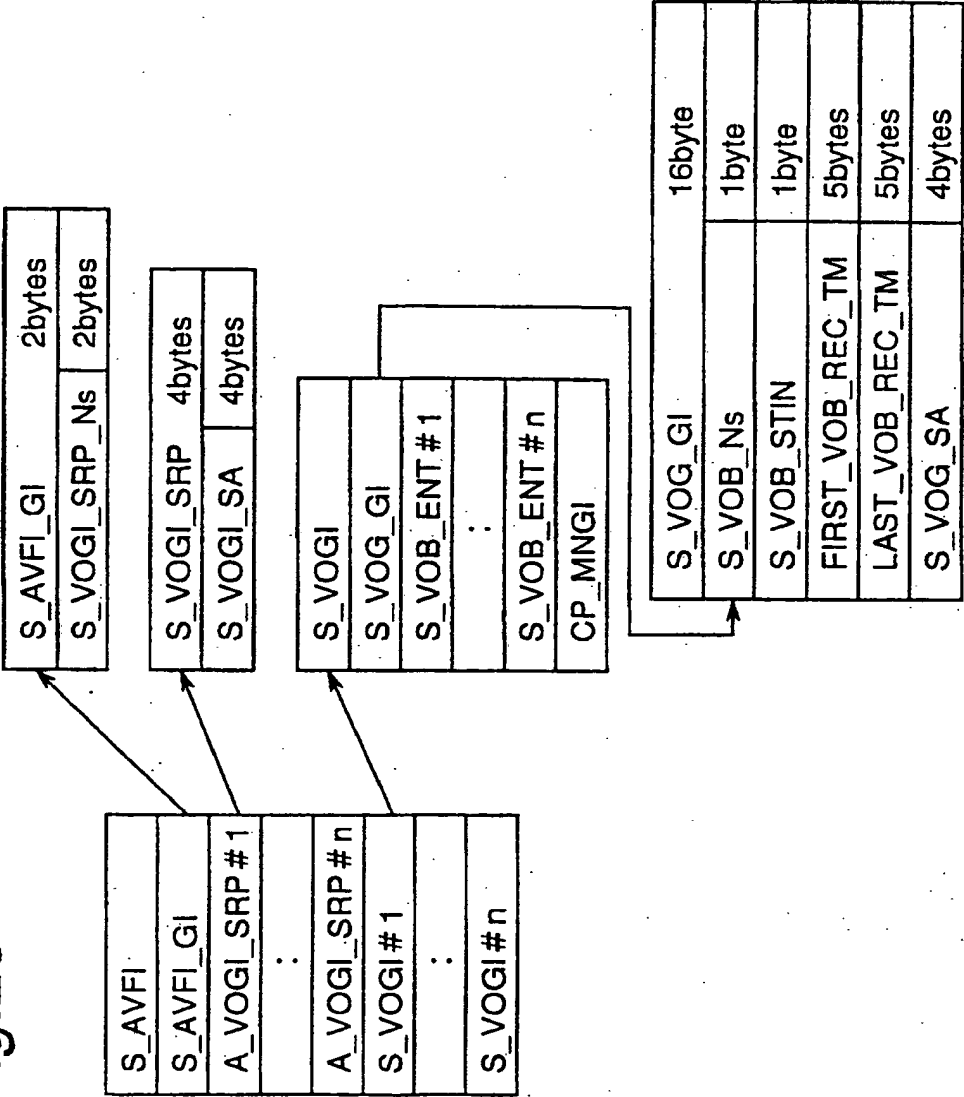 S_AVFI
S_AVFI_GI
A_VOGI_SRP#1
:
A_VOGI_SRP#n
S_VOGI#1
:
S_VOGI#n
S_AVFI_GI 2bytes
S_VOGI_SRP_Ns 2bytes
S_VOGI_SRP 4bytes
S_VOGI_SA 4bytes
S_VOGI
S_VOG_GI
S_VOB_ENT#1
:
S_VOB_ENT#n
CP_MNGI
S_VOG_GI 16byte
S_VOB_Ns 1byte
S_VOB_STIN 1byte
FIRST_VOB_REC_TM 5bytes
LAST_VOB_REC_TM 5bytes
S_VOG_SA 4bytes